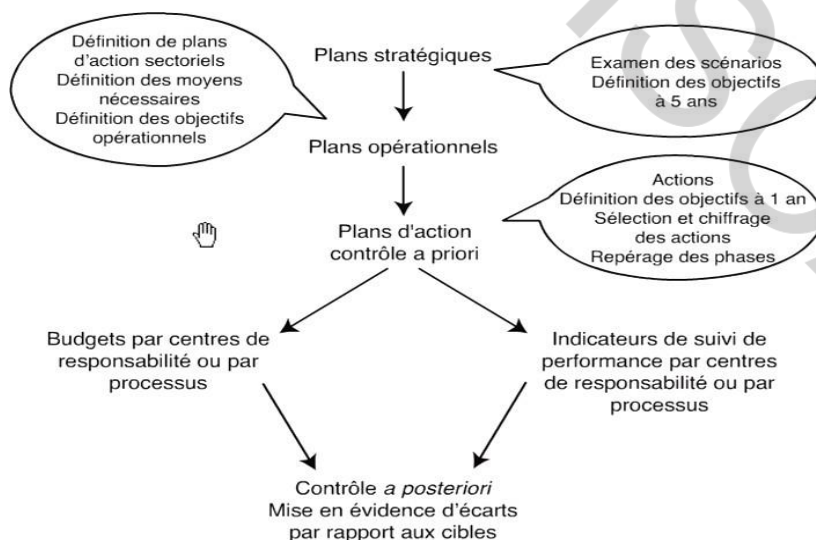 Définition de plans
d'action sectoriels
Définition des moyens
nécessaires
Définition des objectifs
opérationnels
Plans stratégiques
Examen des scénarios
Définition des objectifs
à 5 ans
Plans opérationnels
Actions
Définition des objectifs à 1 an
Sélection et chiffrage
des actions
Repérage des phases
Plans d'action
contrôle a priori
Budgets par centres de
responsabilité ou par
processus
Indicateurs de suivi de
performance par centres
de responsabilité ou par
processus
Contrôle a posteriori
Mise en évidence d'écarts
par rapport aux cibles